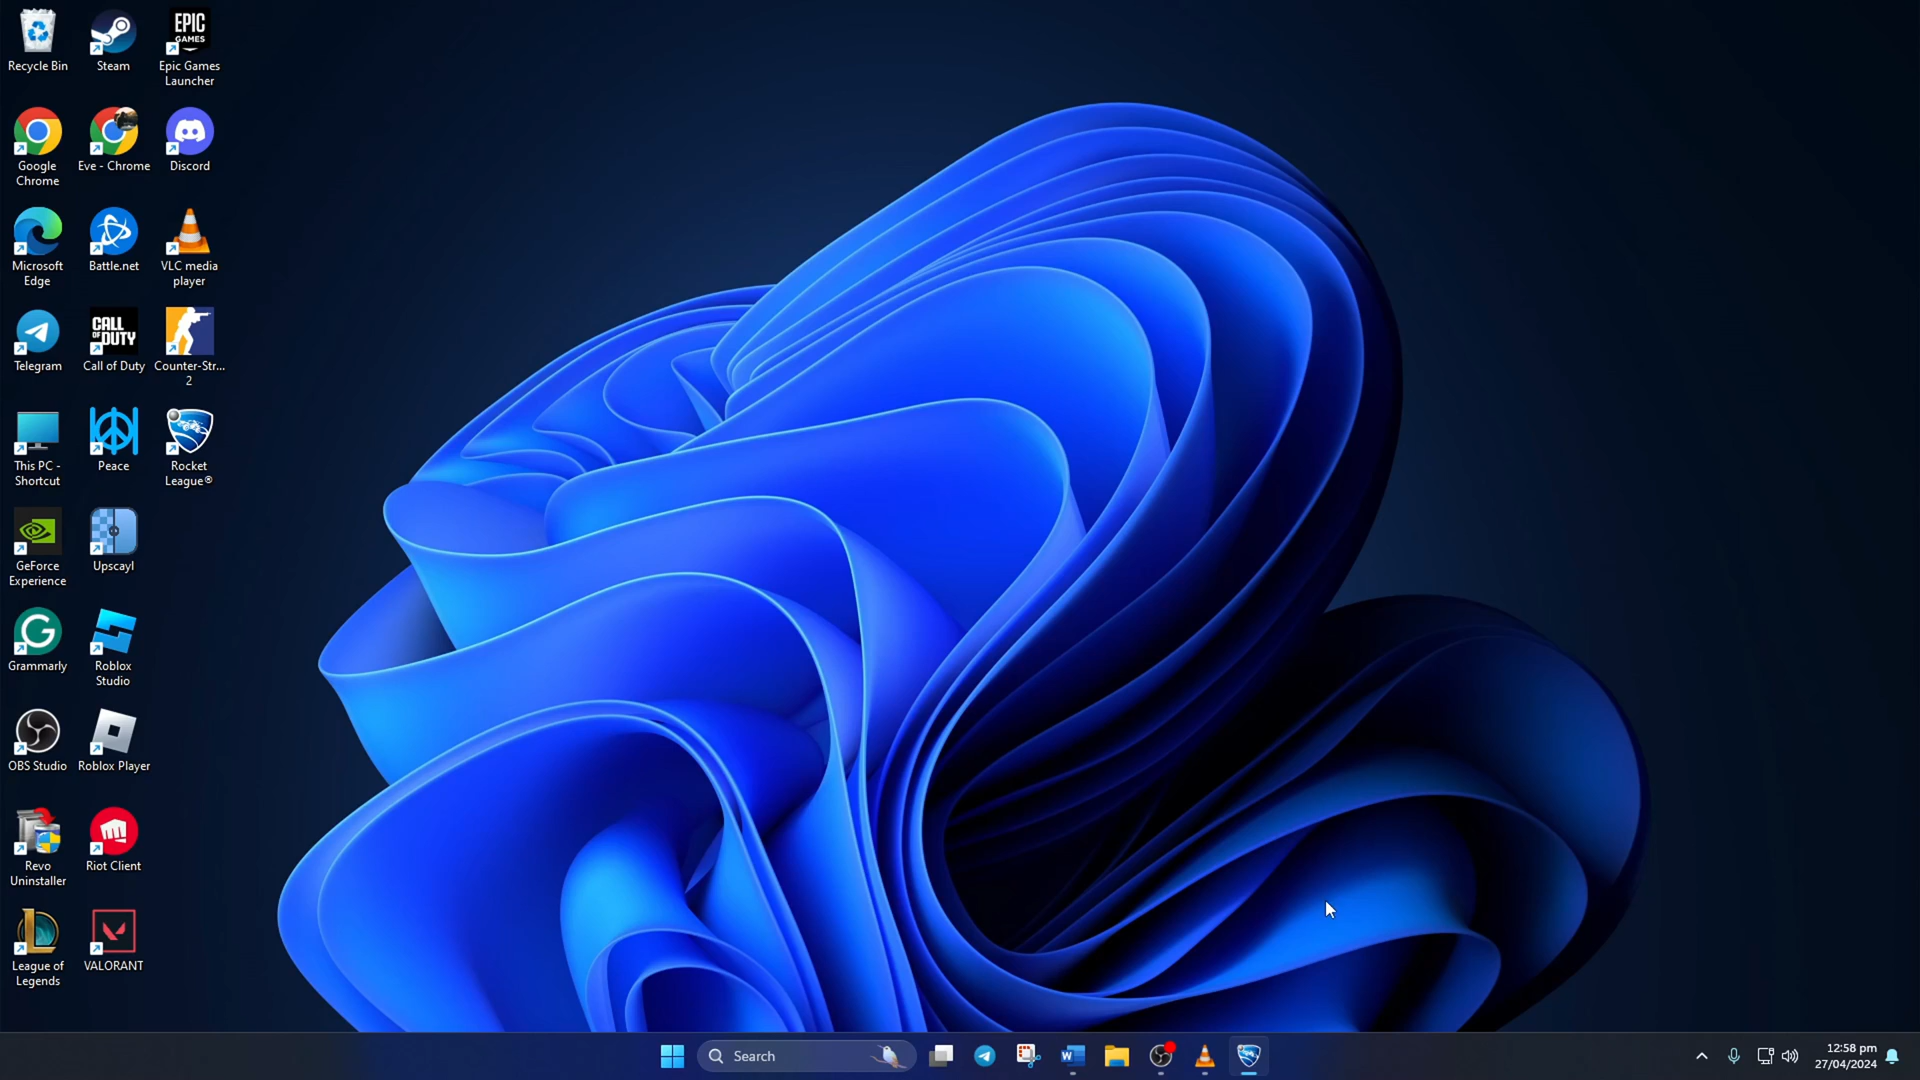 Recycle Bin
Steam
EPIC
GAMES
Epic Games
Launcher
Google
Chrome
Eve - Chrome
Discord
Microsoft
Edge
Battle.net
VLC media
player
Telegram
CALL
OF DUTY
Call of Duty
Counter-Str...
2
This PC -
Shortcut
Peace
Rocket
League®
GeForce
Experience
Upscayl
Grammarly
Roblox
Studio
OBS Studio
Roblox Player
Revo
Uninstaller
Riot Client
League of
Legends
VALORANT
Search
12:58 pm
27/04/2024